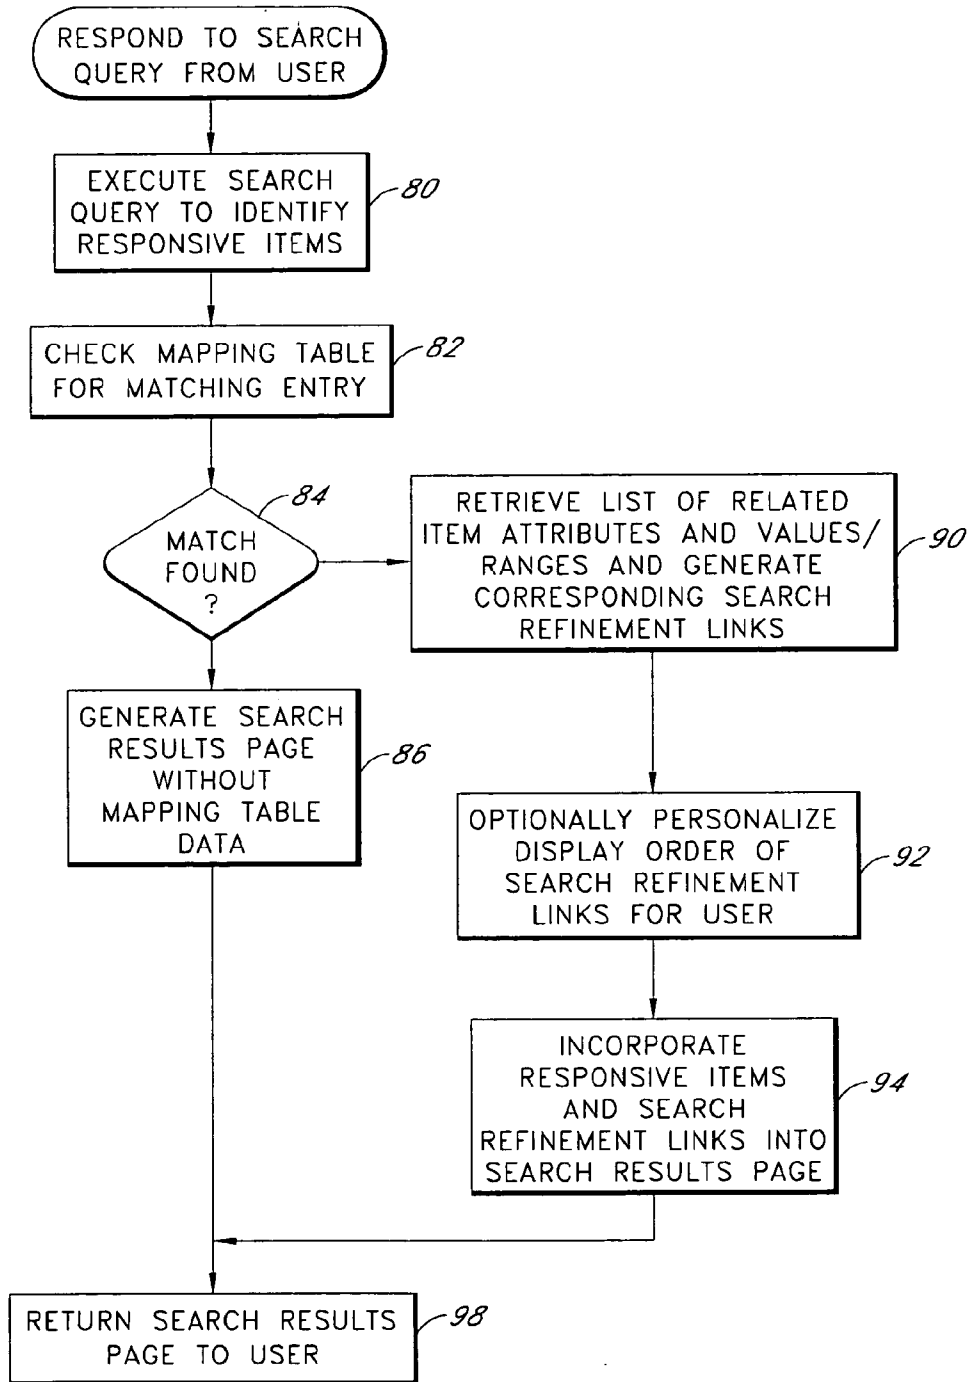 RESPOND TO SEARCH
QUERY FROM USER
EXECUTE SEARCH
QUERY TO IDENTIFY
RESPONSIVE ITEMS
80
CHECK MAPPING TABLE
FOR MATCHING ENTRY
82
MATCH
FOUND
?
84
RETRIEVE LIST OF RELATED
ITEM ATTRIBUTES AND VALUES/
RANGES AND GENERATE
CORRESPONDING SEARCH
REFINEMENT LINKS
90
GENERATE SEARCH
RESULTS PAGE
WITHOUT
MAPPING TABLE
DATA
86
OPTIONALLY PERSONALIZE
DISPLAY ORDER OF
SEARCH REFINEMENT
LINKS FOR USER
92
INCORPORATE
RESPONSIVE ITEMS
AND SEARCH
REFINEMENT LINKS INTO
SEARCH RESULTS PAGE
94
RETURN SEARCH RESULTS
PAGE TO USER
98